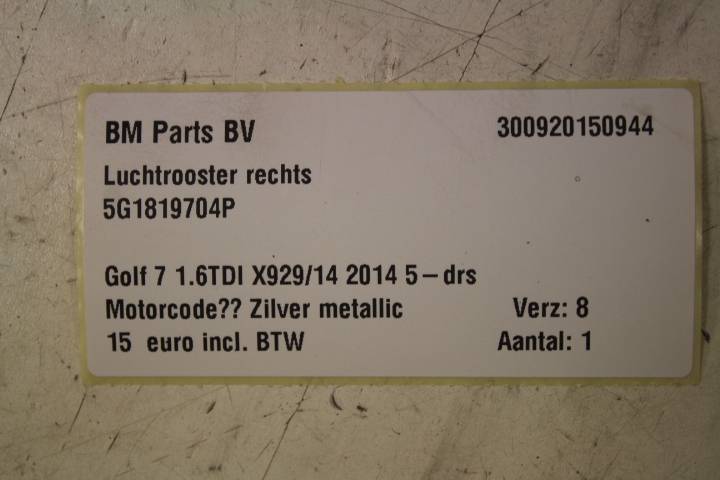 BM Parts BV 300920150944
Luchtrooster rechts
5G1819704P
Golf 7 1.6TDI X929/14 2014 5-drs
Motorcode?? Zilver metallic Verz: 8
15 euro incl. BTW Aantal: 1